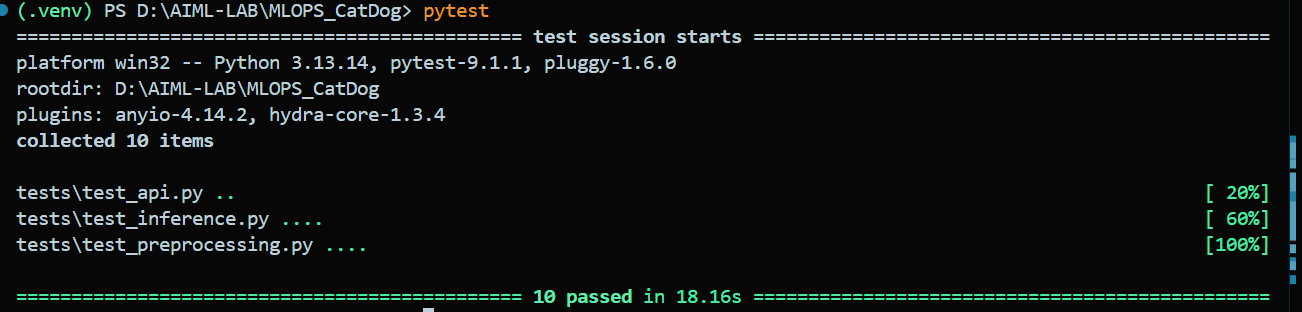 (.venv) PS D:\AIML-LAB\MLOPS_CatDog> pytest
============================================== test session starts ===============================================
platform win32 -- Python 3.13.14, pytest-9.1.1, pluggy-1.6.0
rootdir: D:\AIML-LAB\MLOPS_CatDog
plugins: anyio-4.14.2, hydra-core-1.3.4
collected 10 items
tests\test_api.py .. [ 20%]
tests\test_inference.py .... [ 60%]
tests\test_preprocessing.py .... [100%]
============================================== 10 passed in 18.16s ===============================================